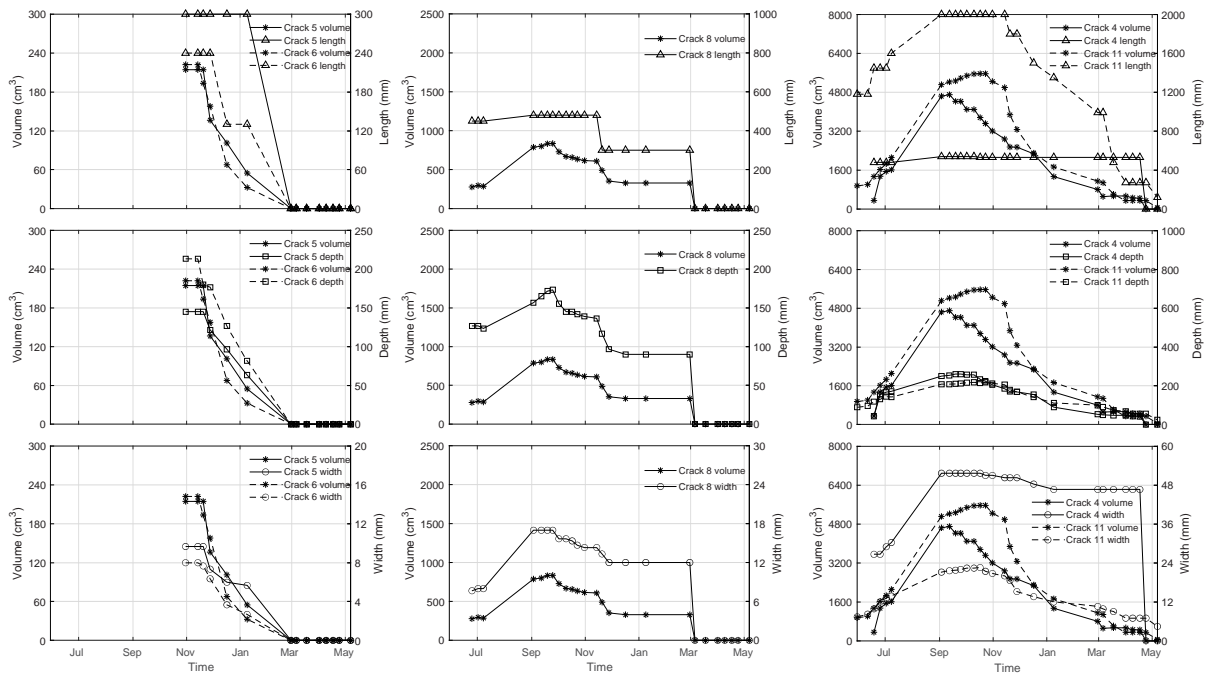 300
240
180
120
60
0
Volume (cm³)
300
240
180
120
60
0
Length (mm)
Crack 5 volume
Crack 5 length
Crack 6 volume
Crack 6 length
2500
2000
1500
1000
500
0
Volume (cm³)
1000
800
600
400
200
0
Length (mm)
Crack 8 volume
Crack 8 length
8000
6400
4800
3200
1600
0
Volume (cm³)
2000
1600
1200
800
400
0
Length (mm)
Crack 4 volume
Crack 4 length
Crack 11 volume
Crack 11 length
300
240
180
120
60
0
Volume (cm³)
250
200
150
100
50
0
Depth (mm)
Crack 5 volume
Crack 5 depth
Crack 6 volume
Crack 6 depth
2500
2000
1500
1000
500
0
Volume (cm³)
250
200
150
100
50
0
Depth (mm)
Crack 8 volume
Crack 8 depth
8000
6400
4800
3200
1600
0
Volume (cm³)
1000
800
600
400
200
0
Depth (mm)
Crack 4 volume
Crack 4 depth
Crack 11 volume
Crack 11 depth
300
240
180
120
60
0
Volume (cm³)
20
16
12
8
4
0
Width (mm)
Crack 5 volume
Crack 5 width
Crack 6 volume
Crack 6 width
Jul Sep Nov Jan Mar May
Time
2500
2000
1500
1000
500
0
Volume (cm³)
30
24
18
12
6
0
Width (mm)
Crack 8 volume
Crack 8 width
Jul Sep Nov Jan Mar May
Time
8000
6400
4800
3200
1600
0
Volume (cm³)
60
48
36
24
12
0
Width (mm)
Crack 4 volume
Crack 4 width
Crack 11 volume
Crack 11 width
Jul Sep Nov Jan Mar May
Time